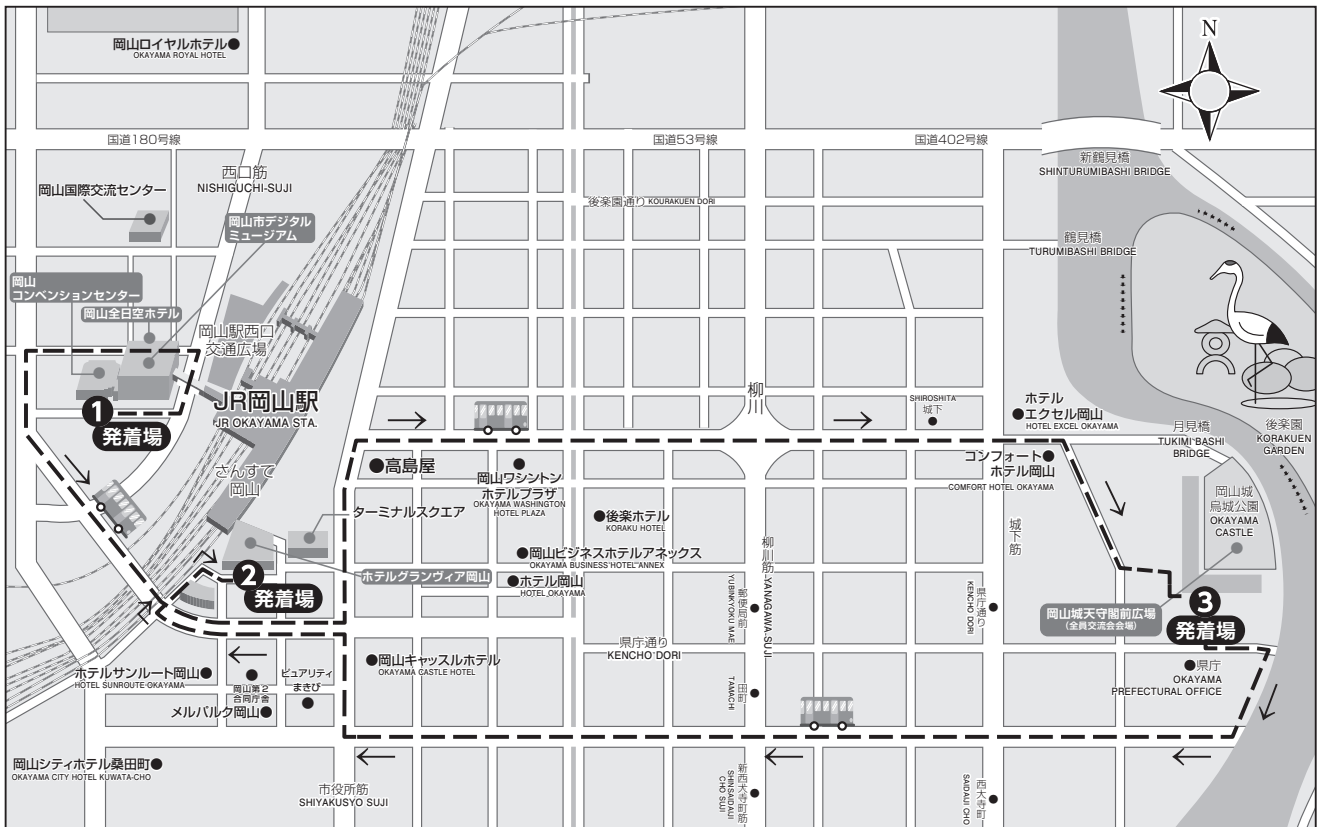 N
岡山ロイヤルホテル
OKAYAMA ROYAL HOTEL
国道180号線
国道53号線
国道402号線
新鶴見橋
SHINTURUMIBASHI BRIDGE
西口筋
NISHIGUCHI-SUJI
岡山国際交流センター
岡山市デジタル
ミュージアム
後楽園通り KOURAKUEN DORI
鶴見橋
TURUMIBASHI BRIDGE
岡山
コンベンションセンター
岡山全日空ホテル
岡山駅西口
交通広場
JR岡山駅
JR OKAYAMA STA.
1
発着場
柳川
SHIROSHITA
城下
ホテル
エクセル岡山
HOTEL EXCEL OKAYAMA
月見橋
TUKIMI BASHI
BRIDGE
後楽園
KORAKUEN
GARDEN
さんすて
岡山
高島屋
岡山ワシントン
ホテルプラザ
OKAYAMA WASHINGTON
HOTEL PLAZA
コンフォート
ホテル岡山
COMFORT HOTEL OKAYAMA
岡山城
烏城公園
OKAYAMA
CASTLE
ターミナルスクエア
後楽ホテル
KORAKU HOTEL
城下筋
岡山ビジネスホテルアネックス
OKAYAMA BUSINESS HOTEL ANNEX
柳川筋
YANAGAWA-SUJI
2
発着場
ホテルグランヴィア岡山
ホテル岡山
HOTEL OKAYAMA
郵便局前
YUBINKYOKU MAE
県庁通り
KENCHO DORI
岡山城天守閣前広場
(全員交流会会場)
3
発着場
県庁通り
KENCHO DORI
ホテルサンルート岡山
HOTEL SUNROUTE OKAYAMA
岡山第2
合同庁舎
ピュアリティ
まきび
岡山キャッスルホテル
OKAYAMA CASTLE HOTEL
田町
TAMACHI
県庁
OKAYAMA
PREFECTURAL OFFICE
メルパルク岡山
岡山シティホテル桑田町
OKAYAMA CITY HOTEL KUWATA-CHO
市役所筋
SHIYAKUSYO SUJI
新西大寺町筋
SHINSAIDAIJI
CHO SUJI
西大寺町
SAIDAIJI CHO